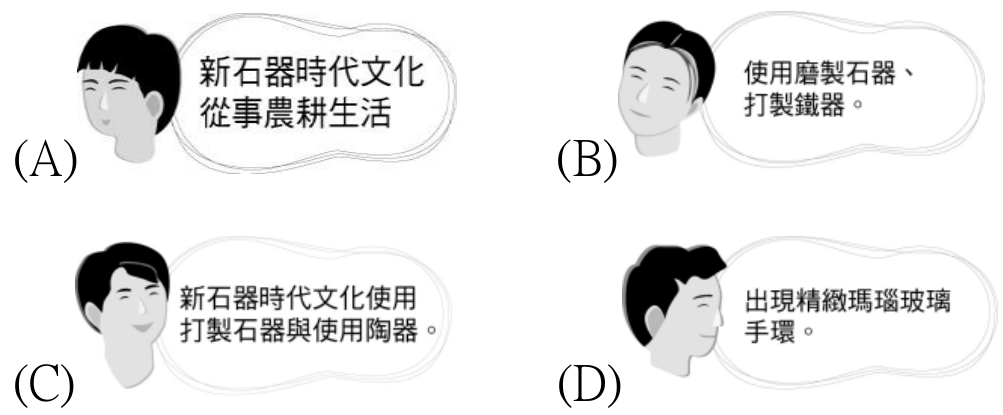 新石器時代文化
從事農耕生活
(A)
使用磨製石器、
打製鐵器。
(B)
新石器時代文化使用
打製石器與使用陶器。
(C)
出現精緻瑪瑙玻璃
手環。
(D)